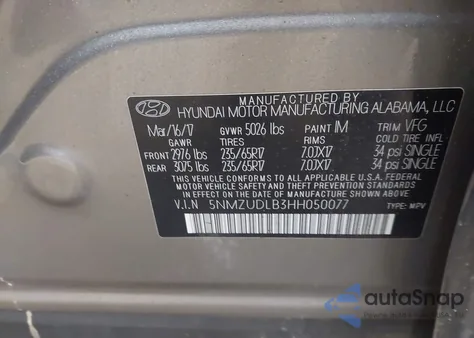 MANUFACTURED BY
HYUNDAI MOTOR MANUFACTURING ALABAMA, LLC
Mar/16/17 GVWR 5026 lbs PAINT IM TRIM VFG
GAWR TIRES RIMS COLD TIRE INFL.
FRONT 2976 lbs 235/65R17 7.0JX17 34 psi SINGLE
REAR 3075 lbs 235/65R17 7.0JX17 34 psi SINGLE
THIS VEHICLE CONFORMS TO ALL APPLICABLE U.S.A. FEDERAL
MOTOR VEHICLE SAFETY, BUMPER, AND THEFT PREVENTION STANDARDS
IN EFFECT ON THE DATE OF MANUFACTURE SHOWN ABOVE.
V.I.N 5NMZUDLB3HH050077 TYPE: MPV
autoSnap